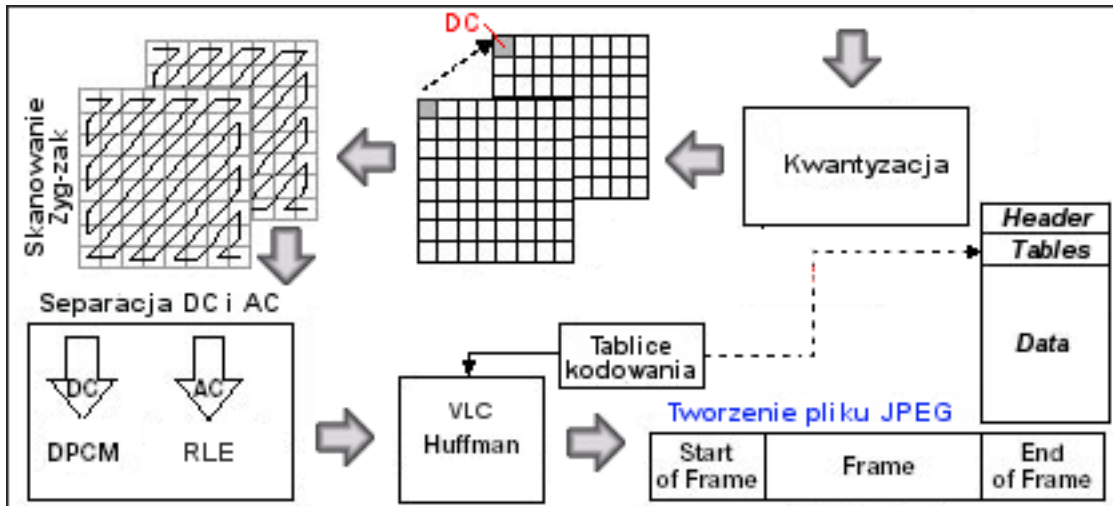 DC
Skanowanie
Zyg-zak
Kwantyzacja
Header
Tables
Data
Separacja DC i AC
DC
AC
DPCM
RLE
Tablice
kodowania
VLC
Huffman
Tworzenie pliku JPEG
Start
of Frame
Frame
End
of Frame